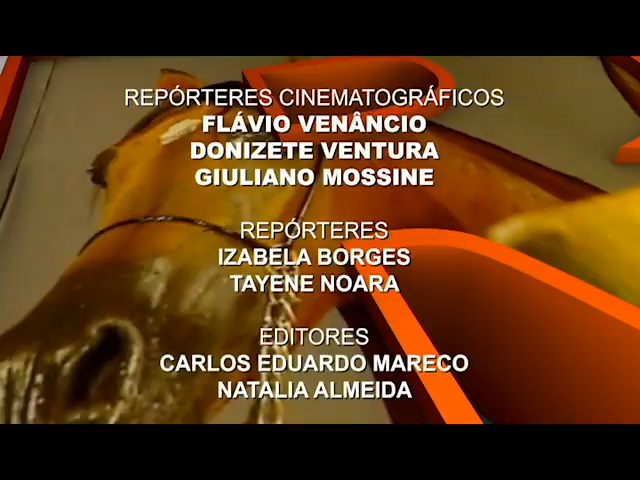 REPÓRTERES CINEMATOGRÁFICOS
FLÁVIO VENÂNCIO
DONIZETE VENTURA
GIULIANO MOSSINE
REPÓRTERES
IZABELA BORGES
TAYENE NOARA
EDITORES
CARLOS EDUARDO MARECO
NATALIA ALMEIDA